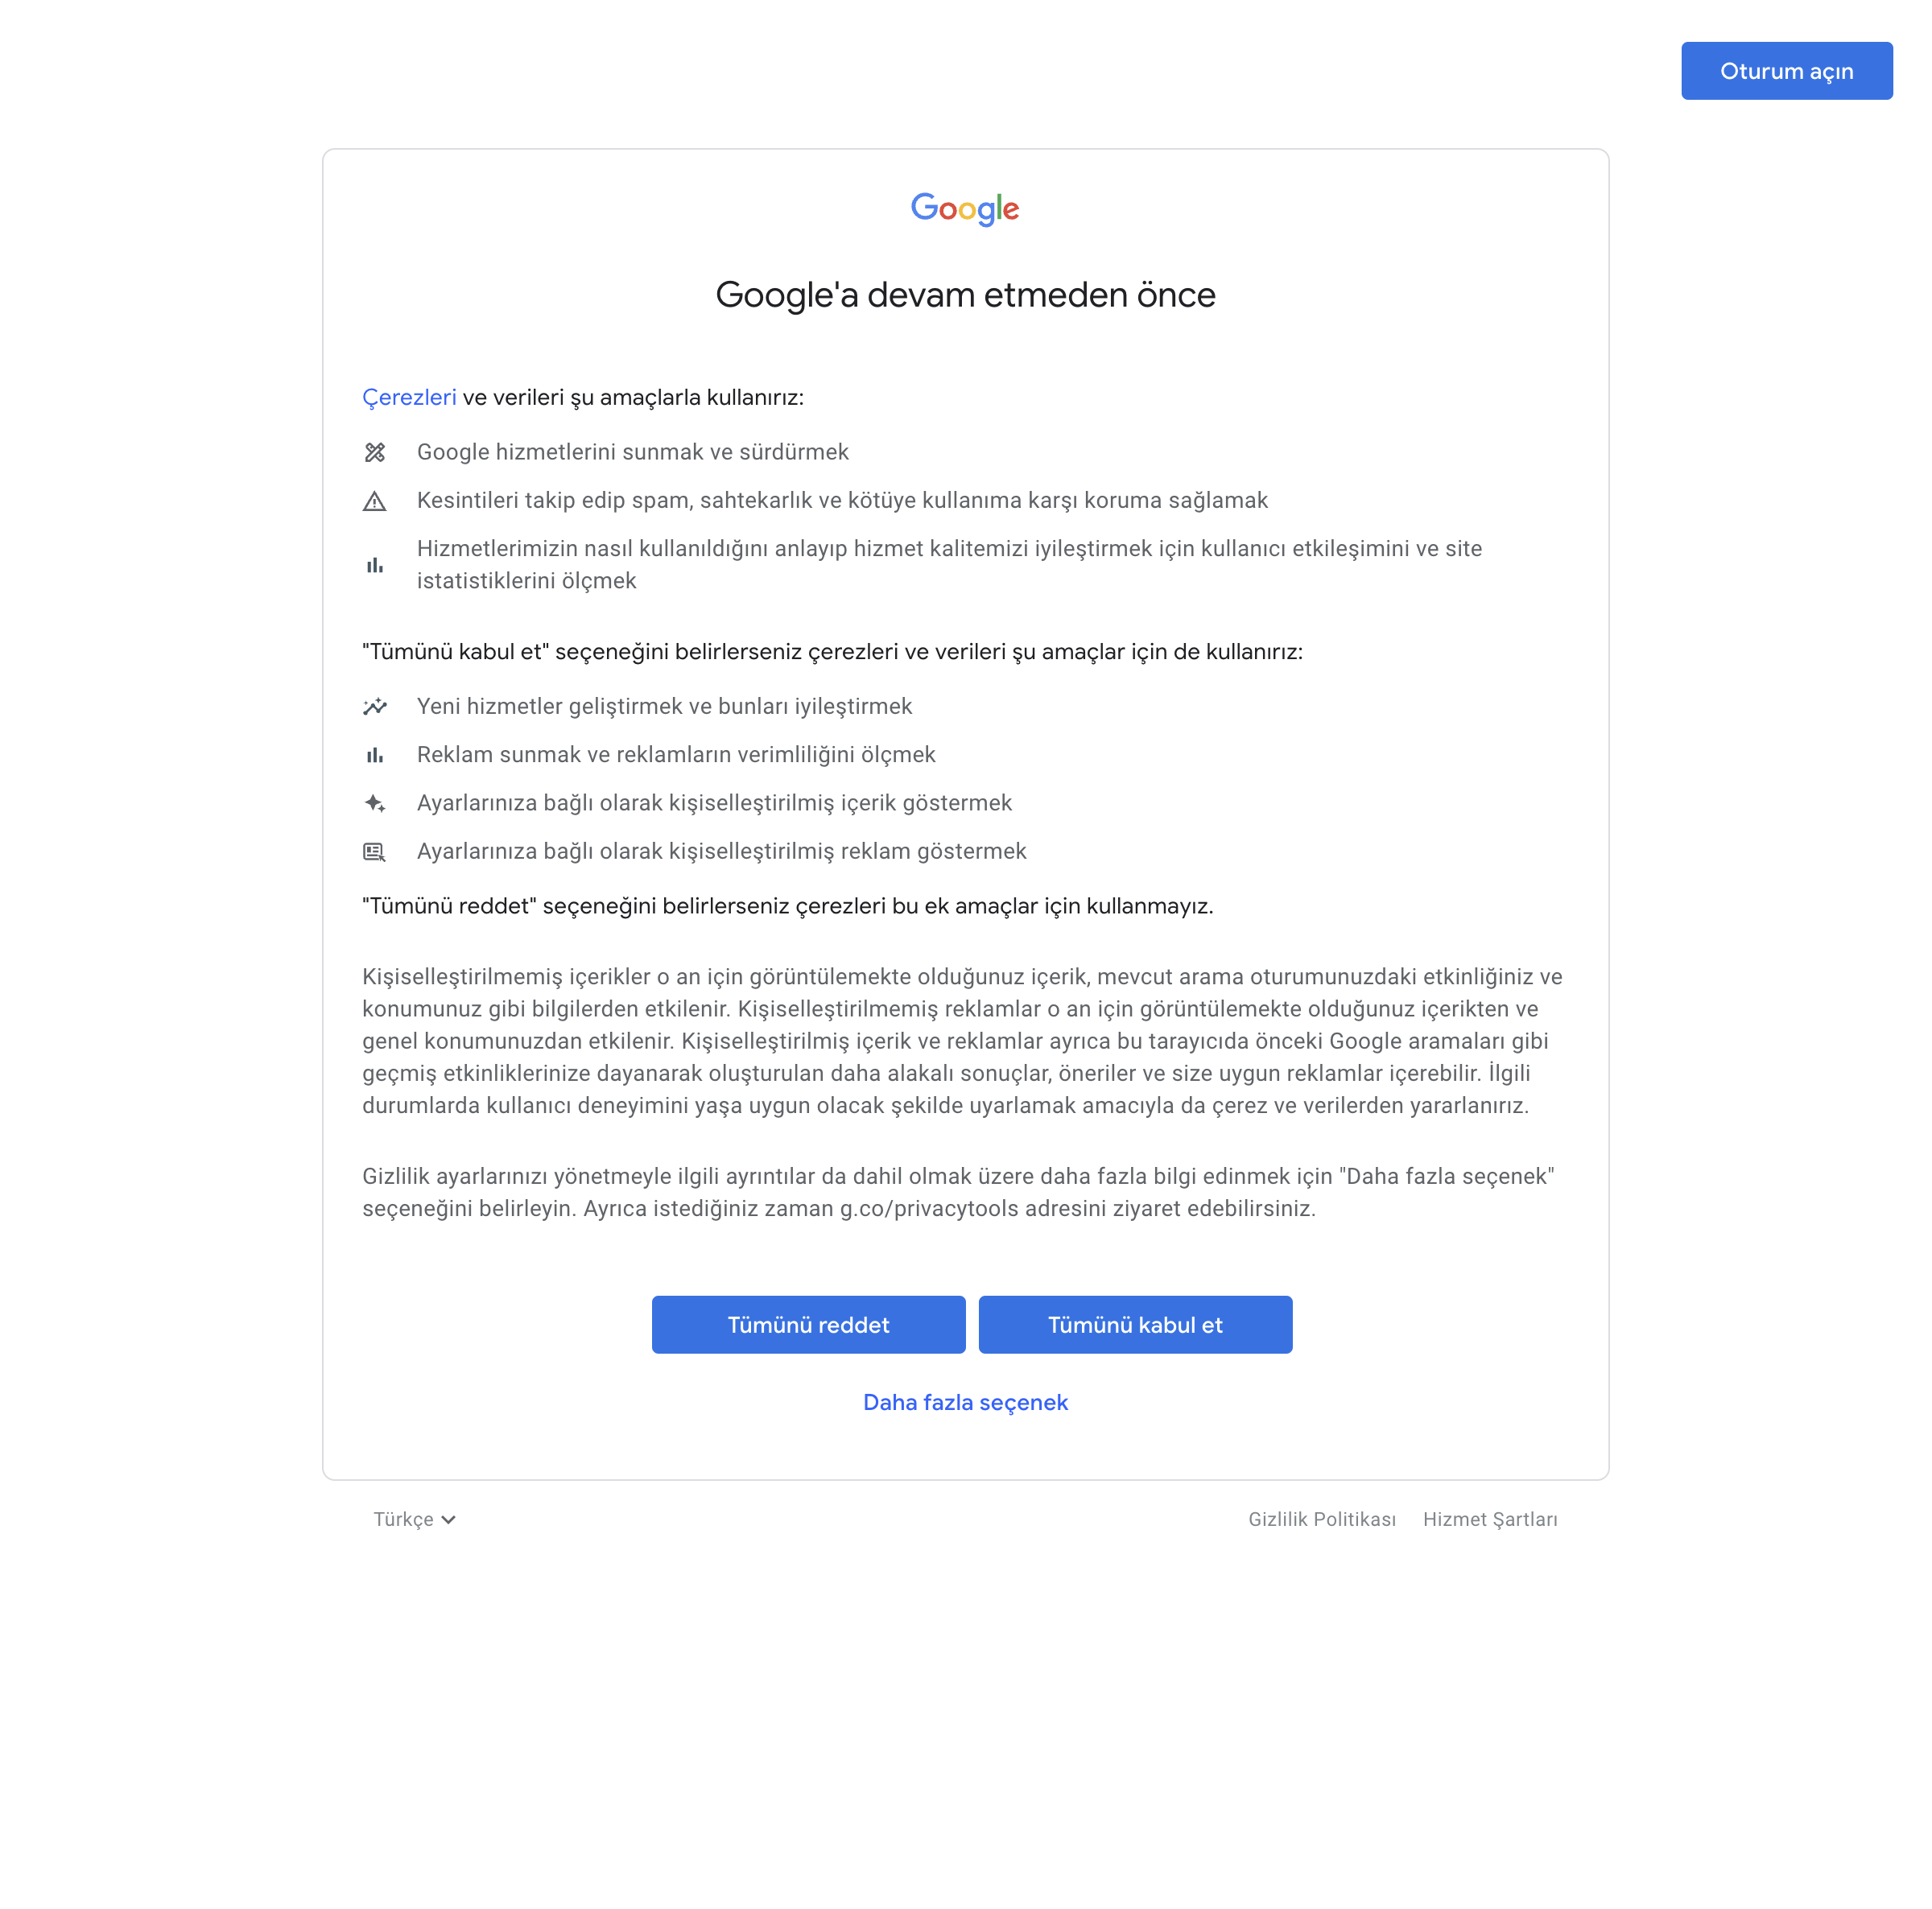 Oturum açın
Google
Google'a devam etmeden önce
Çerezleri ve verileri şu amaçlarla kullanırız:
Google hizmetlerini sunmak ve sürdürmek
Kesintileri takip edip spam, sahtekarlık ve kötüye kullanıma karşı koruma sağlamak
Hizmetlerimizin nasıl kullanıldığını anlayıp hizmet kalitemizi iyileştirmek için kullanıcı etkileşimini ve site
istatistiklerini ölçmek
"Tümünü kabul et" seçeneğini belirlerseniz çerezleri ve verileri şu amaçlar için de kullanırız:
Yeni hizmetler geliştirmek ve bunları iyileştirmek
Reklam sunmak ve reklamların verimliliğini ölçmek
Ayarlarınıza bağlı olarak kişiselleştirilmiş içerik göstermek
Ayarlarınıza bağlı olarak kişiselleştirilmiş reklam göstermek
"Tümünü reddet" seçeneğini belirlerseniz çerezleri bu ek amaçlar için kullanmayız.
Kişiselleştirilmemiş içerikler o an için görüntülemekte olduğunuz içerik, mevcut arama oturumunuzdaki etkinliğiniz ve
konumunuz gibi bilgilerden etkilenir. Kişiselleştirilmemiş reklamlar o an için görüntülemekte olduğunuz içerikten ve
genel konumunuzdan etkilenir. Kişiselleştirilmiş içerik ve reklamlar ayrıca bu tarayıcıda önceki Google aramaları gibi
geçmiş etkinliklerinize dayanarak oluşturulan daha alakalı sonuçlar, öneriler ve size uygun reklamlar içerebilir. İlgili
durumlarda kullanıcı deneyimini yaşa uygun olacak şekilde uyarlamak amacıyla da çerez ve verilerden yararlanırız.
Gizlilik ayarlarınızı yönetmeyle ilgili ayrıntılar da dahil olmak üzere daha fazla bilgi edinmek için "Daha fazla seçenek"
seçeneğini belirleyin. Ayrıca istediğiniz zaman g.co/privacytools adresini ziyaret edebilirsiniz.
Tümünü reddet
Tümünü kabul et
Daha fazla seçenek
Türkçe
Gizlilik Politikası
Hizmet Şartları